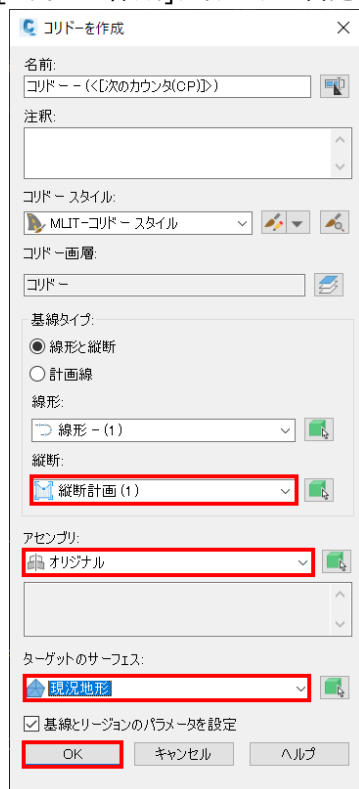 コリドーを作成
名前:
コリドー - (<[次のカウンタ(CP)]>)
注釈:
コリドー スタイル:
MLIT-コリドー スタイル
コリドー画層:
コリドー
基線タイプ:
線形と縦断
計画線
線形:
線形 - (1)
縦断:
縦断計画 (1)
アセンブリ:
オリジナル
ターゲットのサーフェス:
現況地形
基線とリージョンのパラメータを設定
OK キャンセル ヘルプ